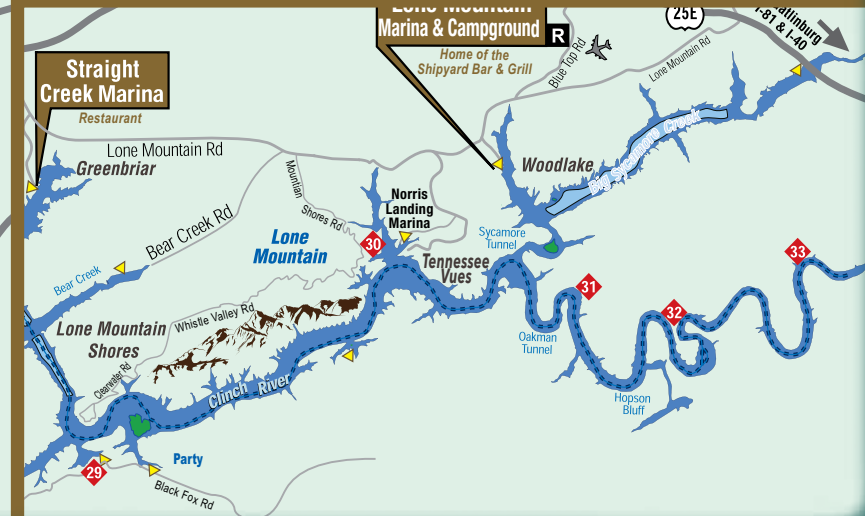 Lone Mountain
Marina & Campground
R
Home of the
Shipyard Bar & Grill
25E
Gatlinburg
I-81 & I-40
Blue Top Rd
Lone Mountain Rd
Straight
Creek Marina
Restaurant
Lone Mountain Rd
Greenbriar
Mountian
Shores Rd
Norris
Landing
Marina
Woodlake
Big Sycamore Creek
Bear Creek Rd
Bear Creek
Lone
Mountain
30
Sycamore
Tunnel
Tennessee
Vues
33
31
32
Oakman
Tunnel
Whistle Valley Rd
Lone Mountain
Shores
Clearwater Rd
Clinch River
Hopson
Bluff
29
Party
Black Fox Rd